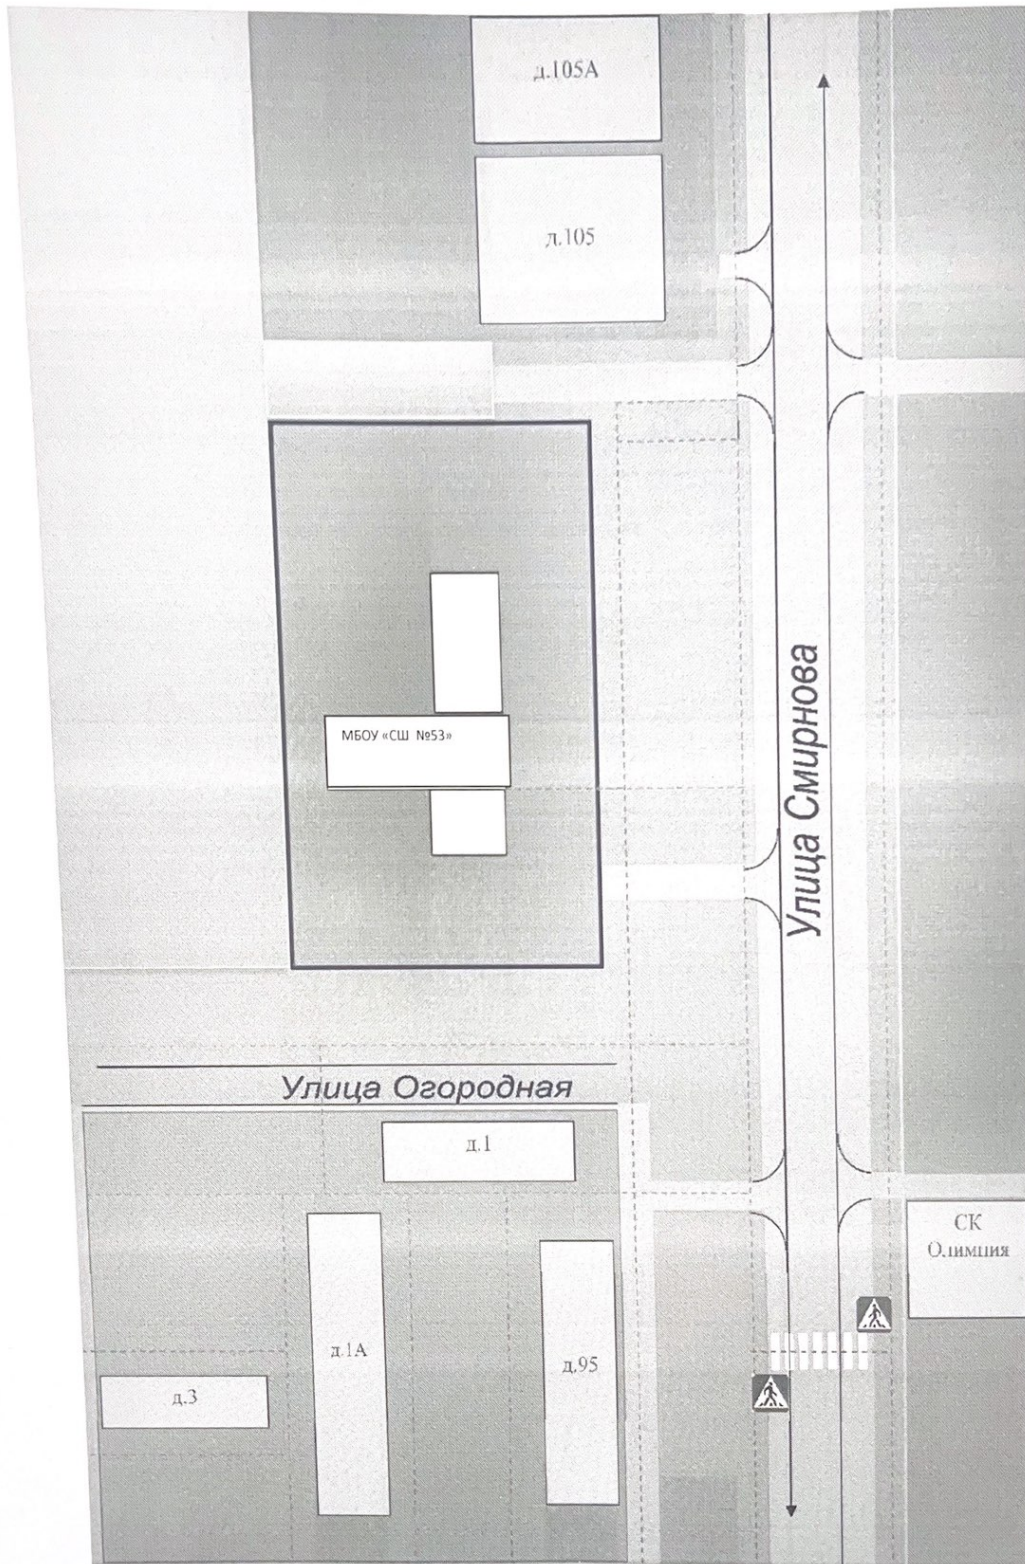 д.105А
д.105
МБОУ «СШ №53»
Улица Смирнова
Улица Огородная
д.1
СК
Олимпия
д.1А
д.95
д.3